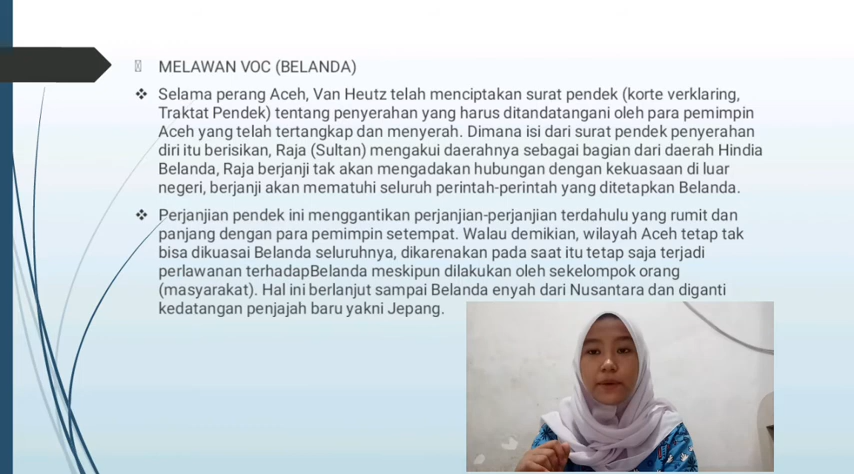 MELAWAN VOC (BELANDA)
Selama perang Aceh, Van Heutz telah menciptakan surat pendek (korte verklaring,
Traktat Pendek) tentang penyerahan yang harus ditandatangani oleh para pemimpin
Aceh yang telah tertangkap dan menyerah. Dimana isi dari surat pendek penyerahan
diri itu berisikan, Raja (Sultan) mengakui daerahnya sebagai bagian dari daerah Hindia
Belanda, Raja berjanji tak akan mengadakan hubungan dengan kekuasaan di luar
negeri, berjanji akan mematuhi seluruh perintah-perintah yang ditetapkan Belanda.
Perjanjian pendek ini menggantikan perjanjian-perjanjian terdahulu yang rumit dan
panjang dengan para pemimpin setempat. Walau demikian, wilayah Aceh tetap tak
bisa dikuasai Belanda seluruhnya, dikarenakan pada saat itu tetap saja terjadi
perlawanan terhadapBelanda meskipun dilakukan oleh sekelompok orang
(masyarakat). Hal ini berlanjut sampai Belanda enyah dari Nusantara dan diganti
kedatangan penjajah baru yakni Jepang.